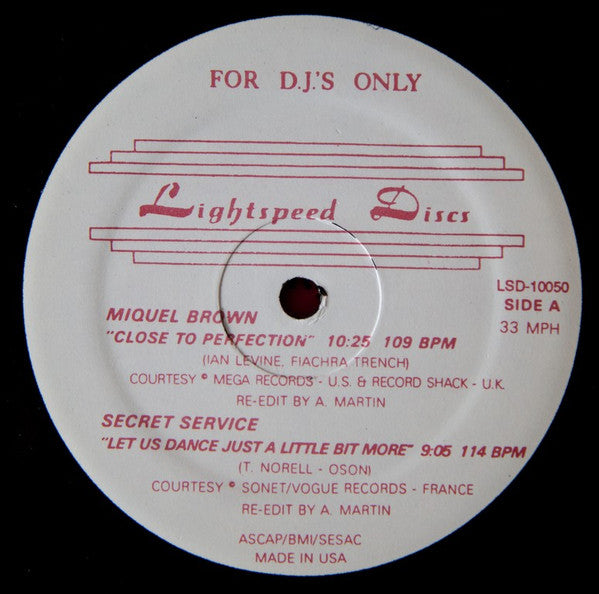 FOR D.J.'S ONLY
Lightspeed Discs
LSD-10050
SIDE A
33 MPH
MIQUEL BROWN
"CLOSE TO PERFECTION" 10:25 109 BPM
(IAN LEVINE, FIACHRA TRENCH)
COURTESY © MEGA RECORDS - U.S. & RECORD SHACK - U.K.
RE-EDIT BY A. MARTIN
SECRET SERVICE
"LET US DANCE JUST A LITTLE BIT MORE" 9:05 114 BPM
(T. NORELL - OSON)
COURTESY © SONET/VOGUE RECORDS - FRANCE
RE-EDIT BY A. MARTIN
ASCAP/BMI/SESAC
MADE IN USA